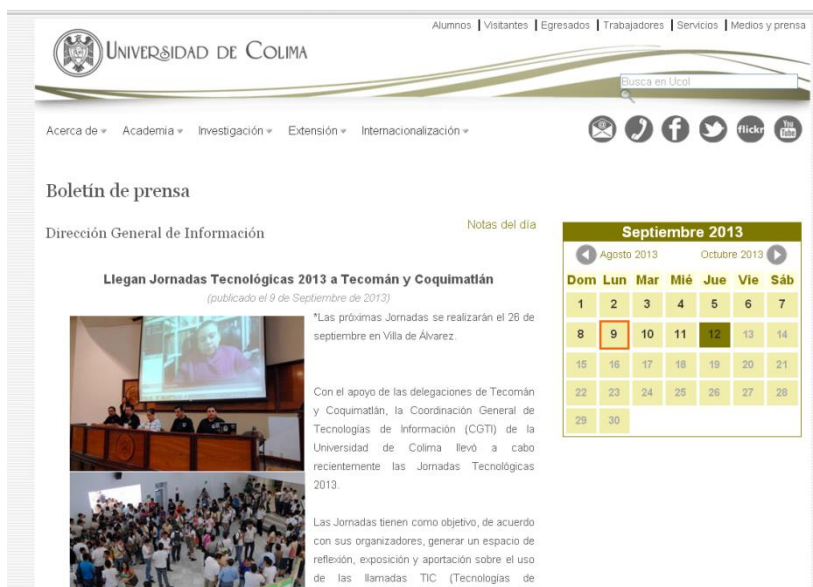 Alumnos | Visitantes | Egresados | Trabajadores | Servicios | Medios y prensa
UNIVERSIDAD DE COLIMA
Busca en Ucol
Acerca de Academia Investigación Extensión Internacionalización
flickr You Tube
Boletín de prensa
Dirección General de Información
Notas del día
Llegan Jornadas Tecnológicas 2013 a Tecomán y Coquimatlán
(publicado el 9 de Septiembre de 2013)
*Las próximas Jornadas se realizarán el 26 de
septiembre en Villa de Álvarez.
Con el apoyo de las delegaciones de Tecomán
y Coquimatlán, la Coordinación General de
Tecnologías de Información (CGTI) de la
Universidad de Colima llevó a cabo
recientemente las Jornadas Tecnológicas
2013.
Las Jornadas tienen como objetivo, de acuerdo
con sus organizadores, generar un espacio de
reflexión, exposición y aportación sobre el uso
de las llamadas TIC (Tecnologías de
Septiembre 2013
Agosto 2013 Octubre 2013
Dom Lun Mar Mié Jue Vie Sáb
1 2 3 4 5 6 7
8 9 10 11 12 13 14
15 16 17 18 19 20 21
22 23 24 25 26 27 28
29 30